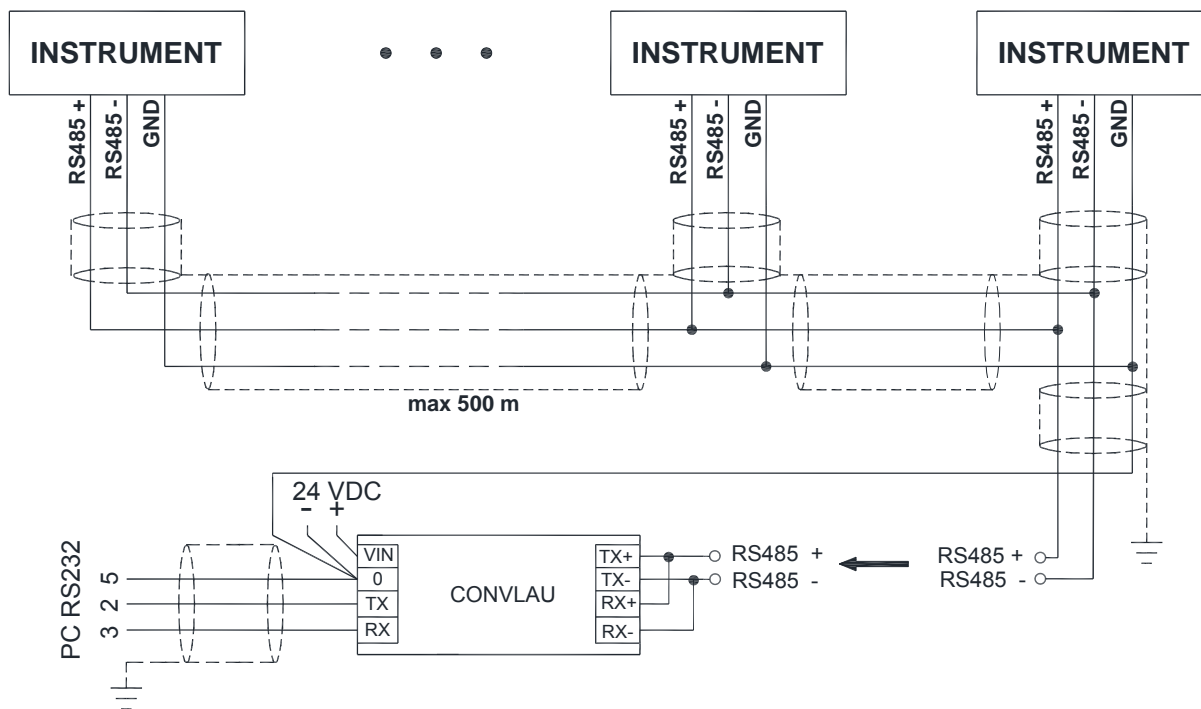 INSTRUMENT
INSTRUMENT
INSTRUMENT
RS485 +
RS485 -
GND
RS485 +
RS485 -
GND
RS485 +
RS485 -
GND
max 500 m
24 VDC
- +
PC RS232
5
2
3
VIN
0
TX
RX
CONVLAU
TX+
TX-
RX+
RX-
RS485 +
RS485 -
RS485 +
RS485 -